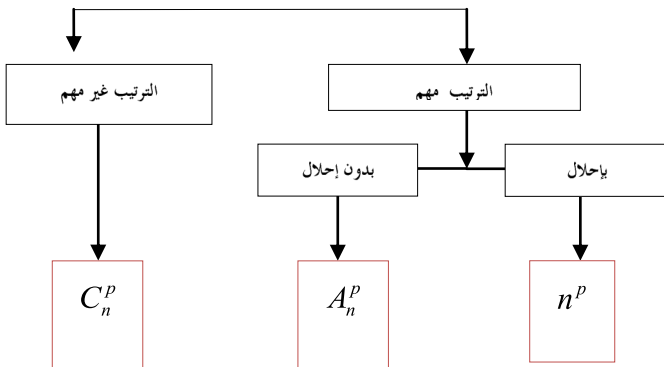 الترتيب مهم
الترتيب غير مهم
بإحلال
بدون إحلال
n^p
A_n^p
C_n^p